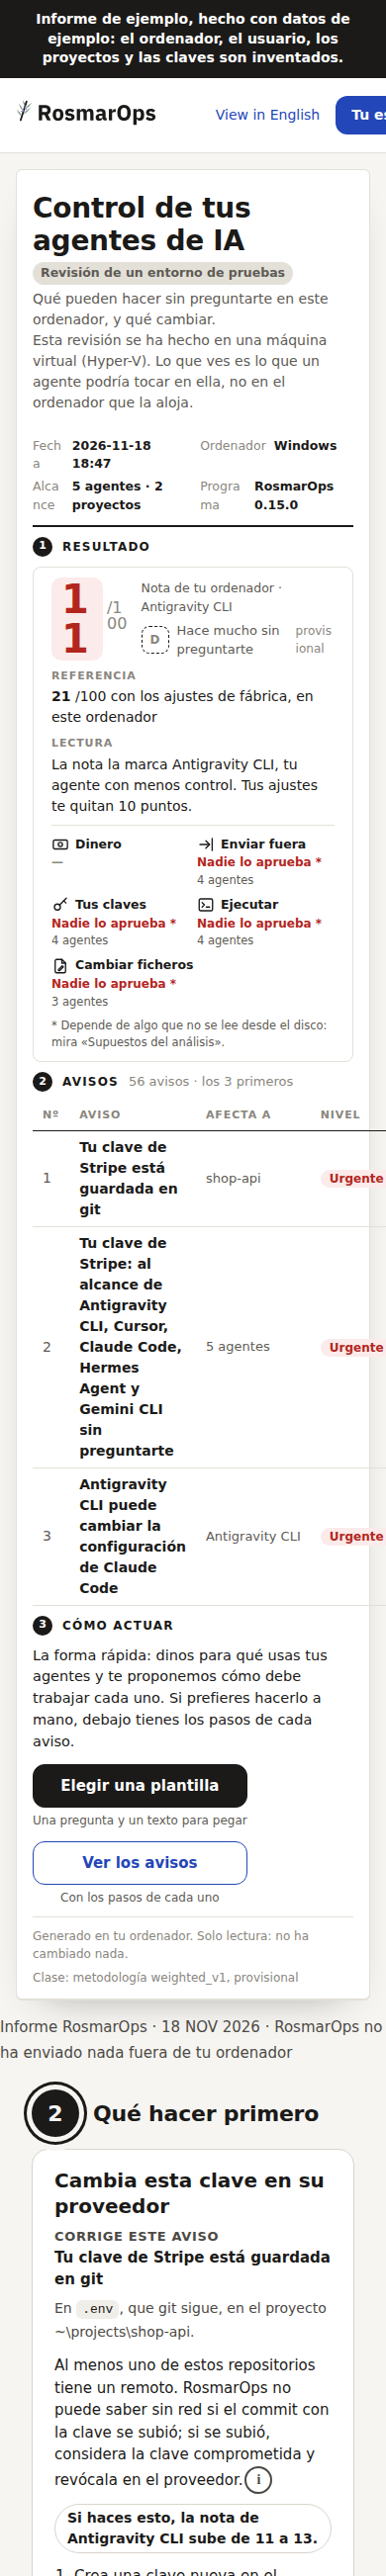 Informe de ejemplo, hecho con datos de
ejemplo: el ordenador, el usuario, los
proyectos y las claves son inventados.
RosmarOps
View in English
Tu es
Control de tus
agentes de IA
Revisión de un entorno de pruebas
Qué pueden hacer sin preguntarte en este
ordenador, y qué cambiar.
Esta revisión se ha hecho en una máquina
virtual (Hyper-V). Lo que ves es lo que un
agente podría tocar en ella, no en el
ordenador que la aloja.
Fech
a
2026-11-18
18:47
Ordenador Windows
Alca
nce
5 agentes · 2
proyectos
Progra
ma
RosmarOps
0.15.0
1 RESULTADO
1
1
/1
00
Nota de tu ordenador ·
Antigravity CLI
D
Hace mucho sin
preguntarte
provis
ional
REFERENCIA
21 /100 con los ajustes de fábrica, en
este ordenador
LECTURA
La nota la marca Antigravity CLI, tu
agente con menos control. Tus ajustes
te quitan 10 puntos.
Dinero
—
Enviar fuera
Nadie lo aprueba *
4 agentes
Tus claves
Nadie lo aprueba *
4 agentes
Ejecutar
Nadie lo aprueba *
4 agentes
Cambiar ficheros
Nadie lo aprueba *
3 agentes
* Depende de algo que no se lee desde el disco:
mira «Supuestos del análisis».
2 AVISOS 56 avisos · los 3 primeros
Nº AVISO AFECTA A NIVEL
1
Tu clave de
Stripe está
guardada en
git
shop-api
Urgente
2
Tu clave de
Stripe: al
alcance de
Antigravity
CLI, Cursor,
Claude Code,
Hermes
Agent y
Gemini CLI
sin
preguntarte
5 agentes
Urgente
3
Antigravity
CLI puede
cambiar la
configuración
de Claude
Code
Antigravity CLI
Urgente
3 CÓMO ACTUAR
La forma rápida: dinos para qué usas tus
agentes y te proponemos cómo debe
trabajar cada uno. Si prefieres hacerlo a
mano, debajo tienes los pasos de cada
aviso.
Elegir una plantilla
Una pregunta y un texto para pegar
Ver los avisos
Con los pasos de cada uno
Generado en tu ordenador. Solo lectura: no ha
cambiado nada.
Clase: metodología weighted_v1, provisional
Informe RosmarOps · 18 NOV 2026 · RosmarOps no
ha enviado nada fuera de tu ordenador
2 Qué hacer primero
Cambia esta clave en su
proveedor
CORRIGE ESTE AVISO
Tu clave de Stripe está guardada
en git
En .env, que git sigue, en el proyecto
~\projects\shop-api.
Al menos uno de estos repositorios
tiene un remoto. RosmarOps no
puede saber sin red si el commit con
la clave se subió; si se subió,
considera la clave comprometida y
revócala en el proveedor. i
Si haces esto, la nota de
Antigravity CLI sube de 11 a 13.
1. Crea una clave nueva en el